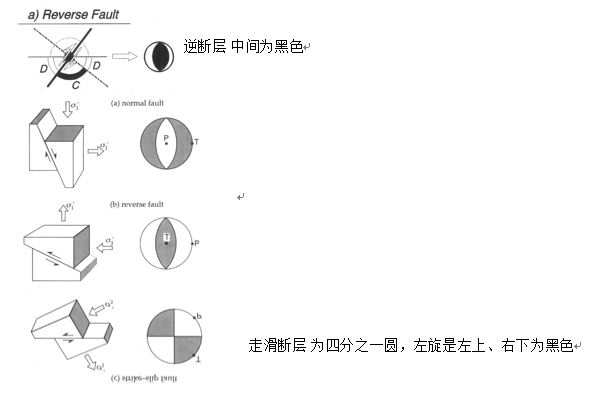 a) Reverse Fault
逆断层 中间为黑色
D
D
C
(a) normal fault
P
T
(b) reverse fault
T
P
走滑断层 为四分之一圆，左旋是左上、右下为黑色
P
T
(c) strike-slip fault